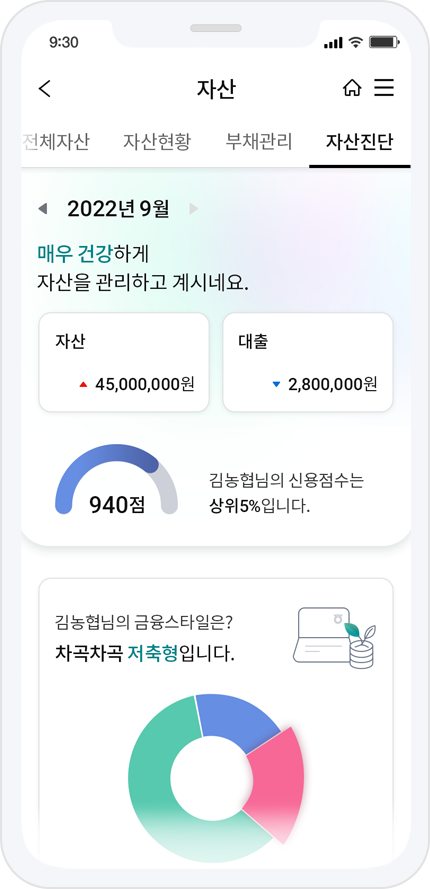 9:30
자산
전체자산 자산현황 부채관리 자산진단
2022년 9월
매우 건강하게
자산을 관리하고 계시네요.
자산 대출
45,000,000원 2,800,000원
940점
김농협님의 신용점수는
상위5%입니다.
김농협님의 금융스타일은?
차곡차곡 저축형입니다.